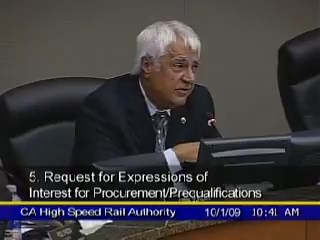 5. Request for Expressions of
Interest for Procurement/Prequalifications
CA High Speed Rail Authority 10/1/09 10:41 AM